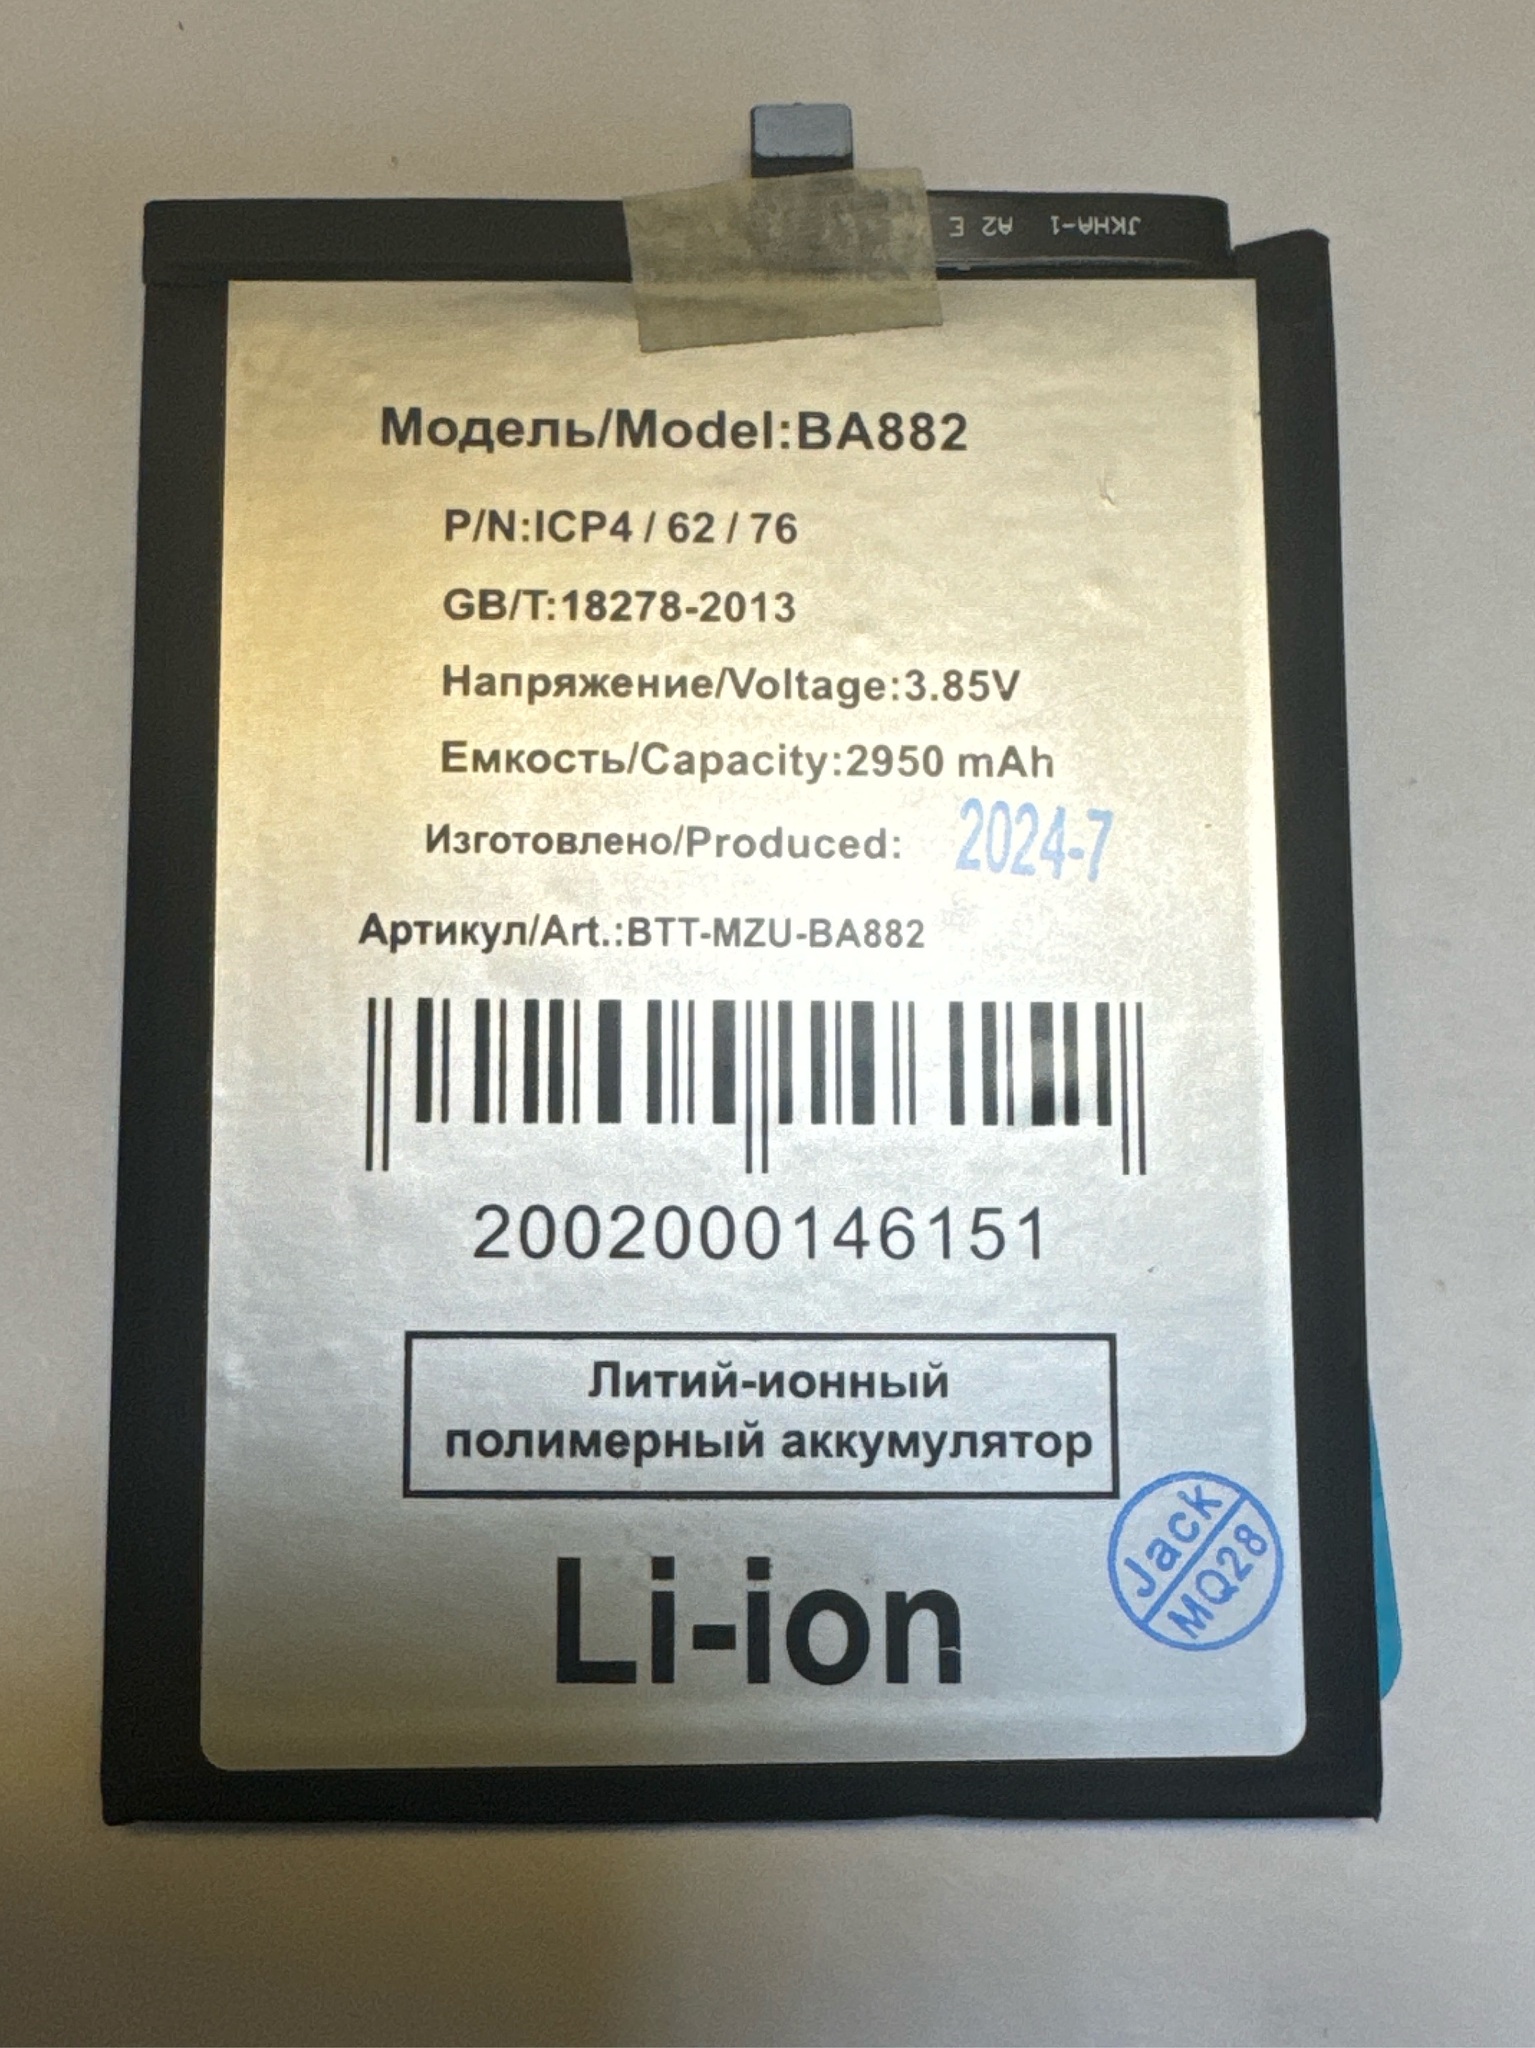 JKHA-1 A2 E
Модель/Model:BA882
P/N:ICP4 / 62 / 76
GB/T:18278-2013
Напряжение/Voltage:3.85V
Емкость/Capacity:2950 mAh
Изготовлено/Produced: 2024-7
Артикул/Art.:BTT-MZU-BA882
2002000146151
Литий-ионный
полимерный аккумулятор
Jack
MQ28
Li-ion